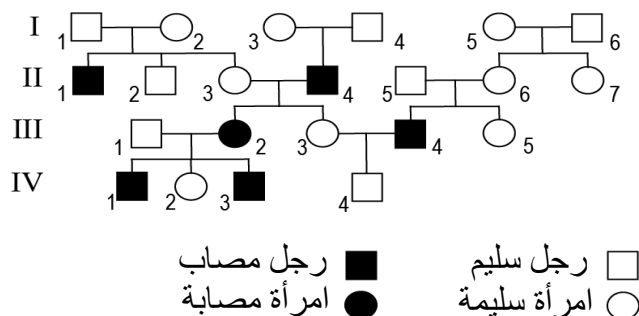 I 1 2 3 4 5 6
II 1 2 3 4 5 6 7
III 1 2 3 4 5
IV 1 2 3 4
رجل سليم رجل مصاب
امرأة سليمة امرأة مصابة